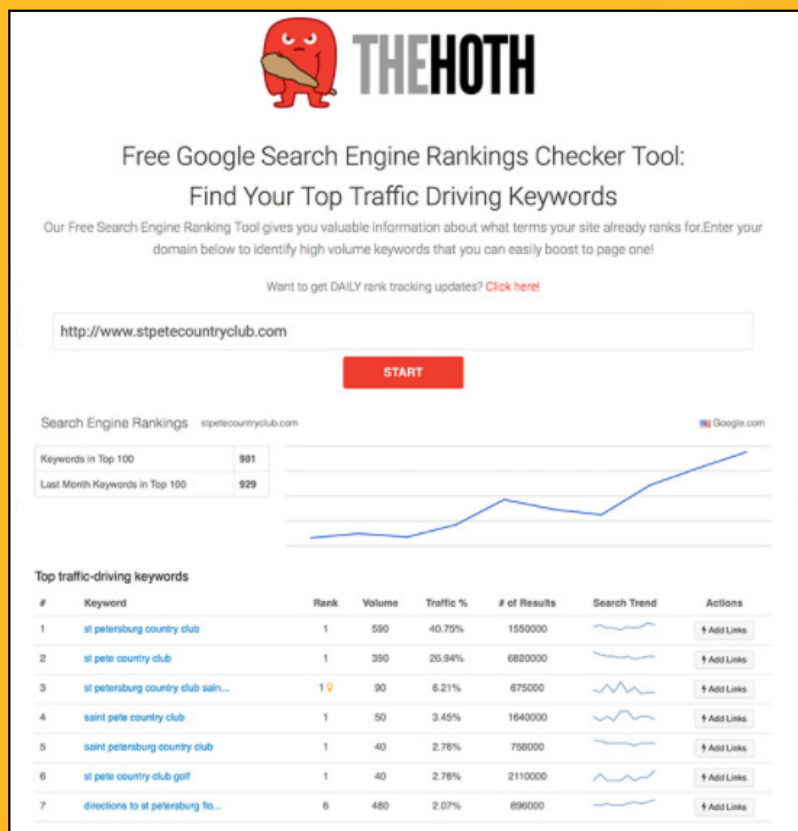 THEHOTH
Free Google Search Engine Rankings Checker Tool:
Find Your Top Traffic Driving Keywords
Our Free Search Engine Ranking Tool gives you valuable information about what terms your site already ranks for.Enter your
domain below to identify high volume keywords that you can easily boost to page one!
Want to get DAILY rank tracking updates? Click here!
http://www.stpetecountryclub.com
START
Search Engine Rankings stpetecountryclub.com Google.com
Keywords in Top 100 981
Last Month Keywords in Top 100 929
Top traffic-driving keywords
# Keyword Rank Volume Traffic % # of Results Search Trend Actions
1 st petersburg country club 1 590 40.75% 1550000 Add Links
2 st pete country club 1 390 26.94% 6820000 Add Links
3 st petersburg country club sain... 1 90 6.21% 675000 Add Links
4 saint pete country club 1 50 3.45% 1640000 Add Links
5 saint petersburg country club 1 40 2.76% 758000 Add Links
6 st pete country club golf 1 40 2.76% 2110000 Add Links
7 directions to st petersburg flo... 6 480 2.07% 696000 Add Links